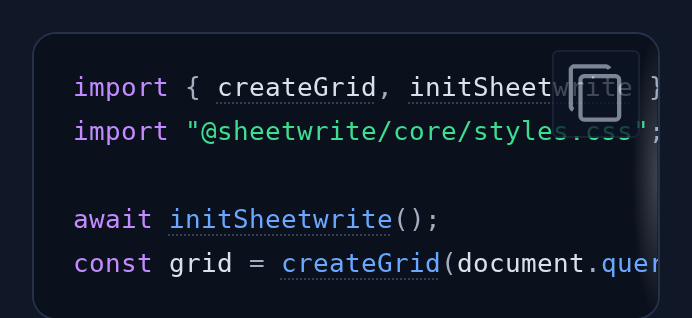 import { createGrid, initSheetwrite }
import "@sheetwrite/core/styles.css";
await initSheetwrite();
const grid = createGrid(document.quer